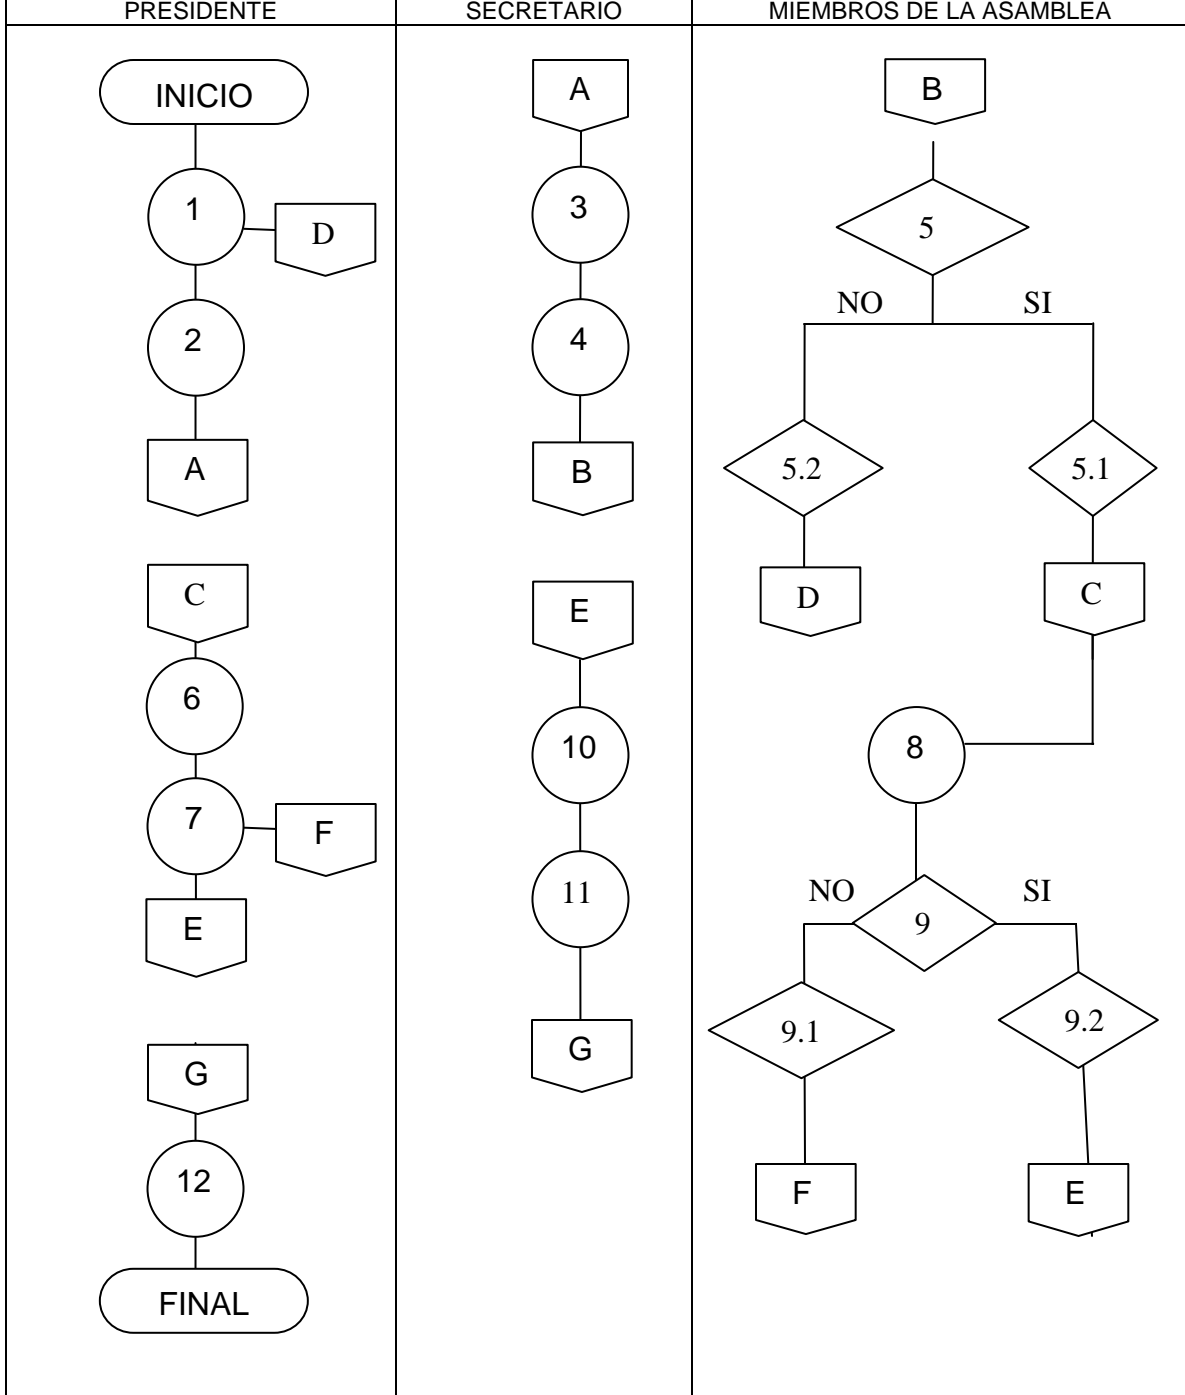 PRESIDENTE
SECRETARIO
MIEMBROS DE LA ASAMBLEA
INICIO
1
D
2
A
C
6
7
F
E
G
12
FINAL
A
3
4
B
E
10
11
G
B
5
NO
SI
5.2
5.1
D
C
8
NO
SI
9
9.1
9.2
F
E